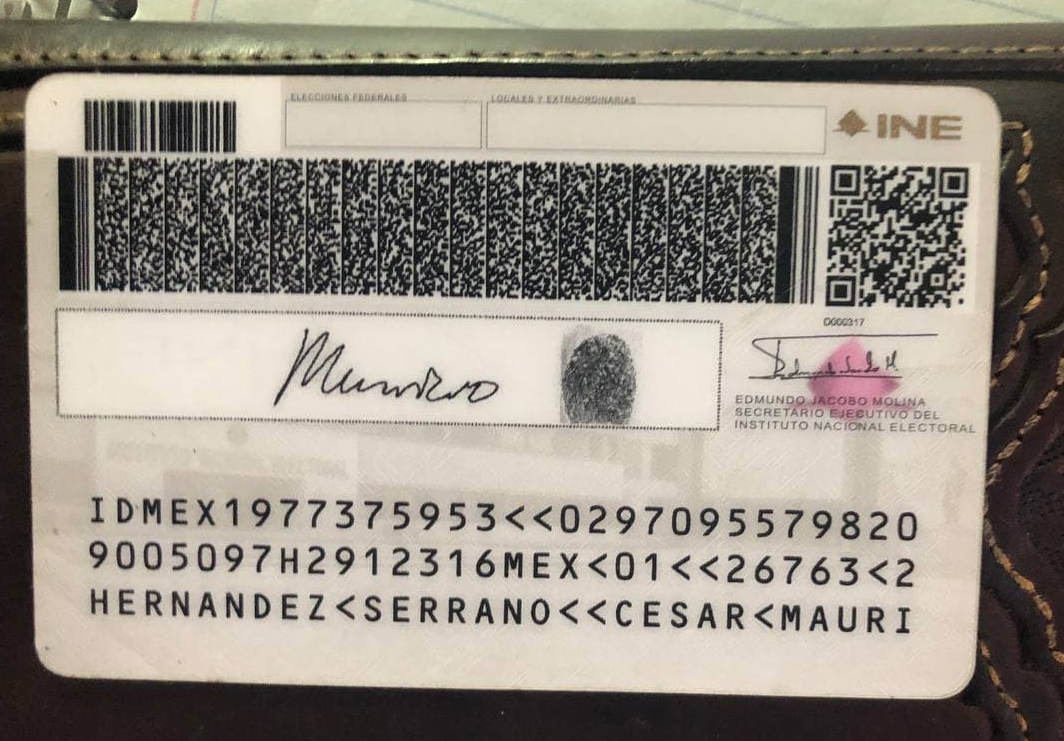 ELECCIONES FEDERALES
LOCALES Y EXTRAORDINARIAS
INE
D000317
EDMUNDO JACOBO MOLINA
SECRETARIO EJECUTIVO DEL
INSTITUTO NACIONAL ELECTORAL
IDMEX1977375953<<0297095579820
9005097H2912316MEX<01<<26763<2
HERNANDEZ<SERRANO<<CESAR<MAURI